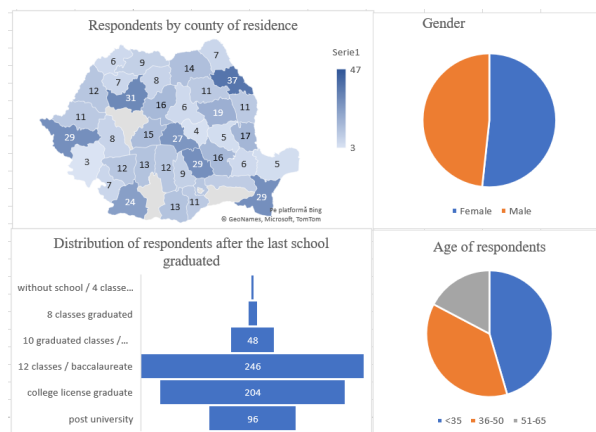 Respondents by county of residence
Serie1
47
3
6
9
7
14
8
7
8
37
12
31
11
16
6
19
11
11
29
8
15
4
5
17
27
3
12
13
12
9
29
16
6
5
7
24
13
11
29
Pe platformă Bing
© GeoNames, Microsoft, TomTom
Gender
Female
Male
Distribution of respondents after the last school
graduated
without school / 4 classe...
8 classes graduated
10 graduated classes /...
48
12 classes / baccalaureate
246
college license graduate
204
post university
96
Age of respondents
<35
36-50
51-65